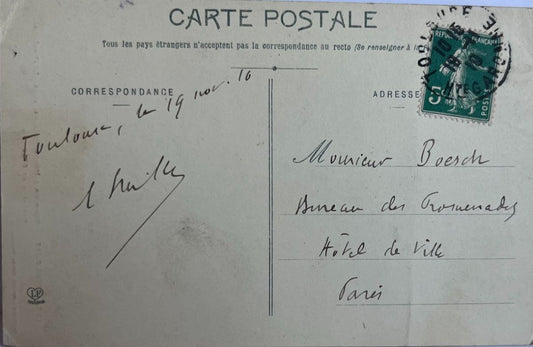 CARTE POSTALE
Tous les pays étrangers n'acceptent pas la correspondance au recto (Se renseigner à la
CORRESPONDANCE
ADRESSE
Toulouse, le 19 nov. 10
Monsieur Boesch
Bureau des Promenades
Hôtel de Ville
Paris